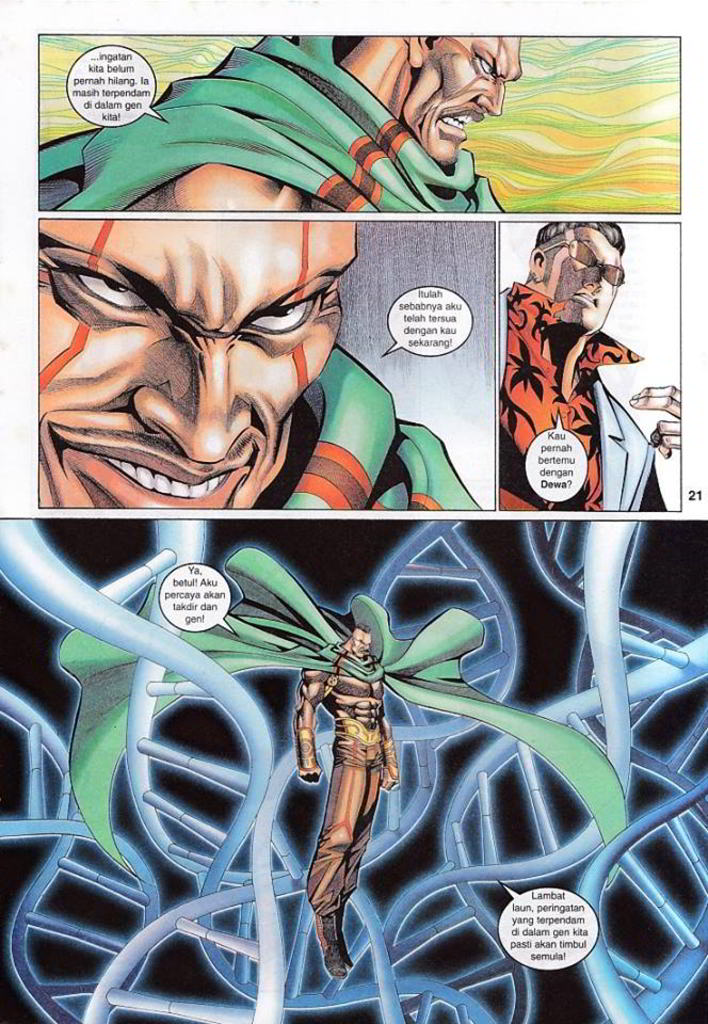 ...ingatan
kita belum
pernah hilang. Ia
masih terpendam
di dalam gen
kita!
Itulah
sebabnya aku
telah tersua
dengan kau
sekarang!
Kau
pernah
bertemu
dengan
Dewa?
21
Ya,
betul! Aku
percaya akan
takdir dan
gen!
Lambat
laun, peringatan
yang terpendam
di dalam gen kita
pasti akan timbul
semula!